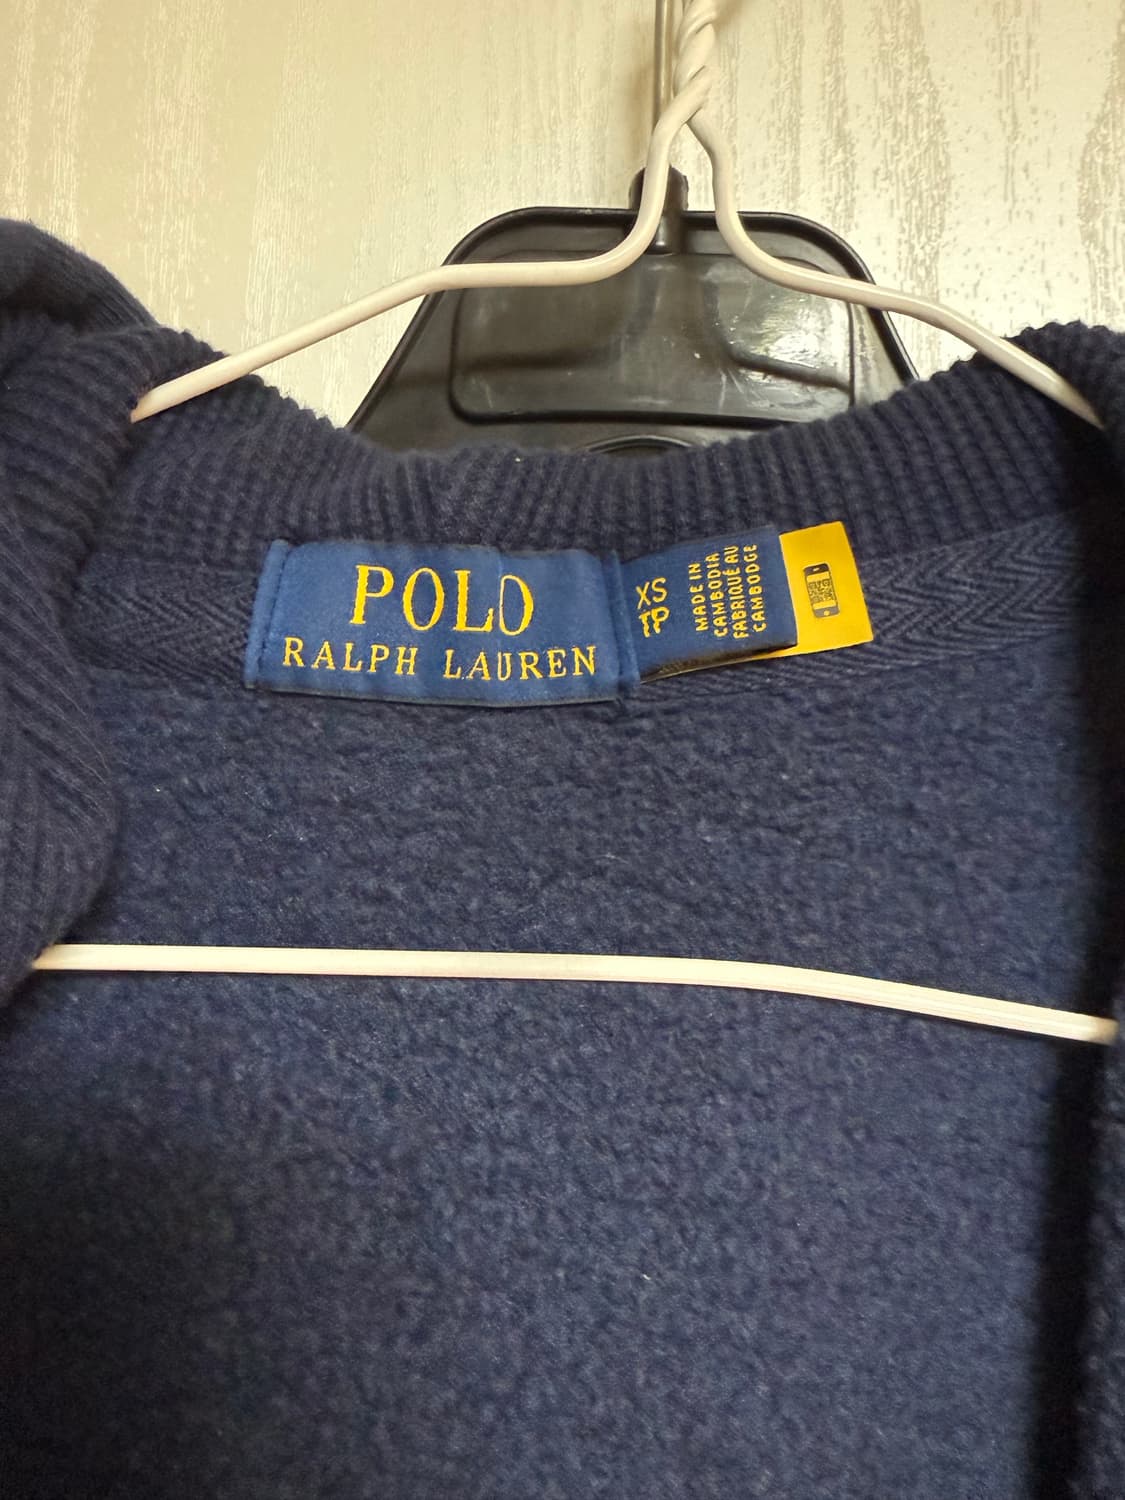 POLO
RALPH LAUREN
XS
TP
MADE IN
CAMBODIA
FABRIQUÉ AU
CAMBODGE